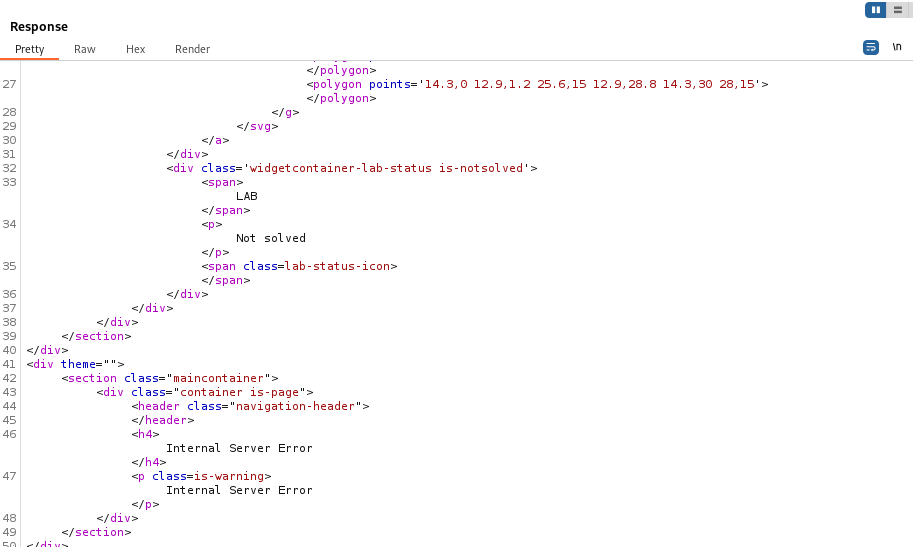 Response
Pretty Raw Hex Render \n
</polygon>
27 <polygon points='14.3,0 12.9,1.2 25.6,15 12.9,28.8 14.3,30 28,15'>
</polygon>
28 </g>
29 </svg>
30 </a>
31 </div>
32 <div class='widgetcontainer-lab-status is-notsolved'>
33 <span>
LAB
</span>
34 <p>
Not solved
</p>
35 <span class=lab-status-icon>
</span>
36 </div>
37 </div>
38 </div>
39 </section>
40 </div>
41 <div theme="">
42 <section class="maincontainer">
43 <div class="container is-page">
44 <header class="navigation-header">
45 </header>
46 <h4>
Internal Server Error
</h4>
47 <p class=is-warning>
Internal Server Error
</p>
48 </div>
49 </section>
50 </div>